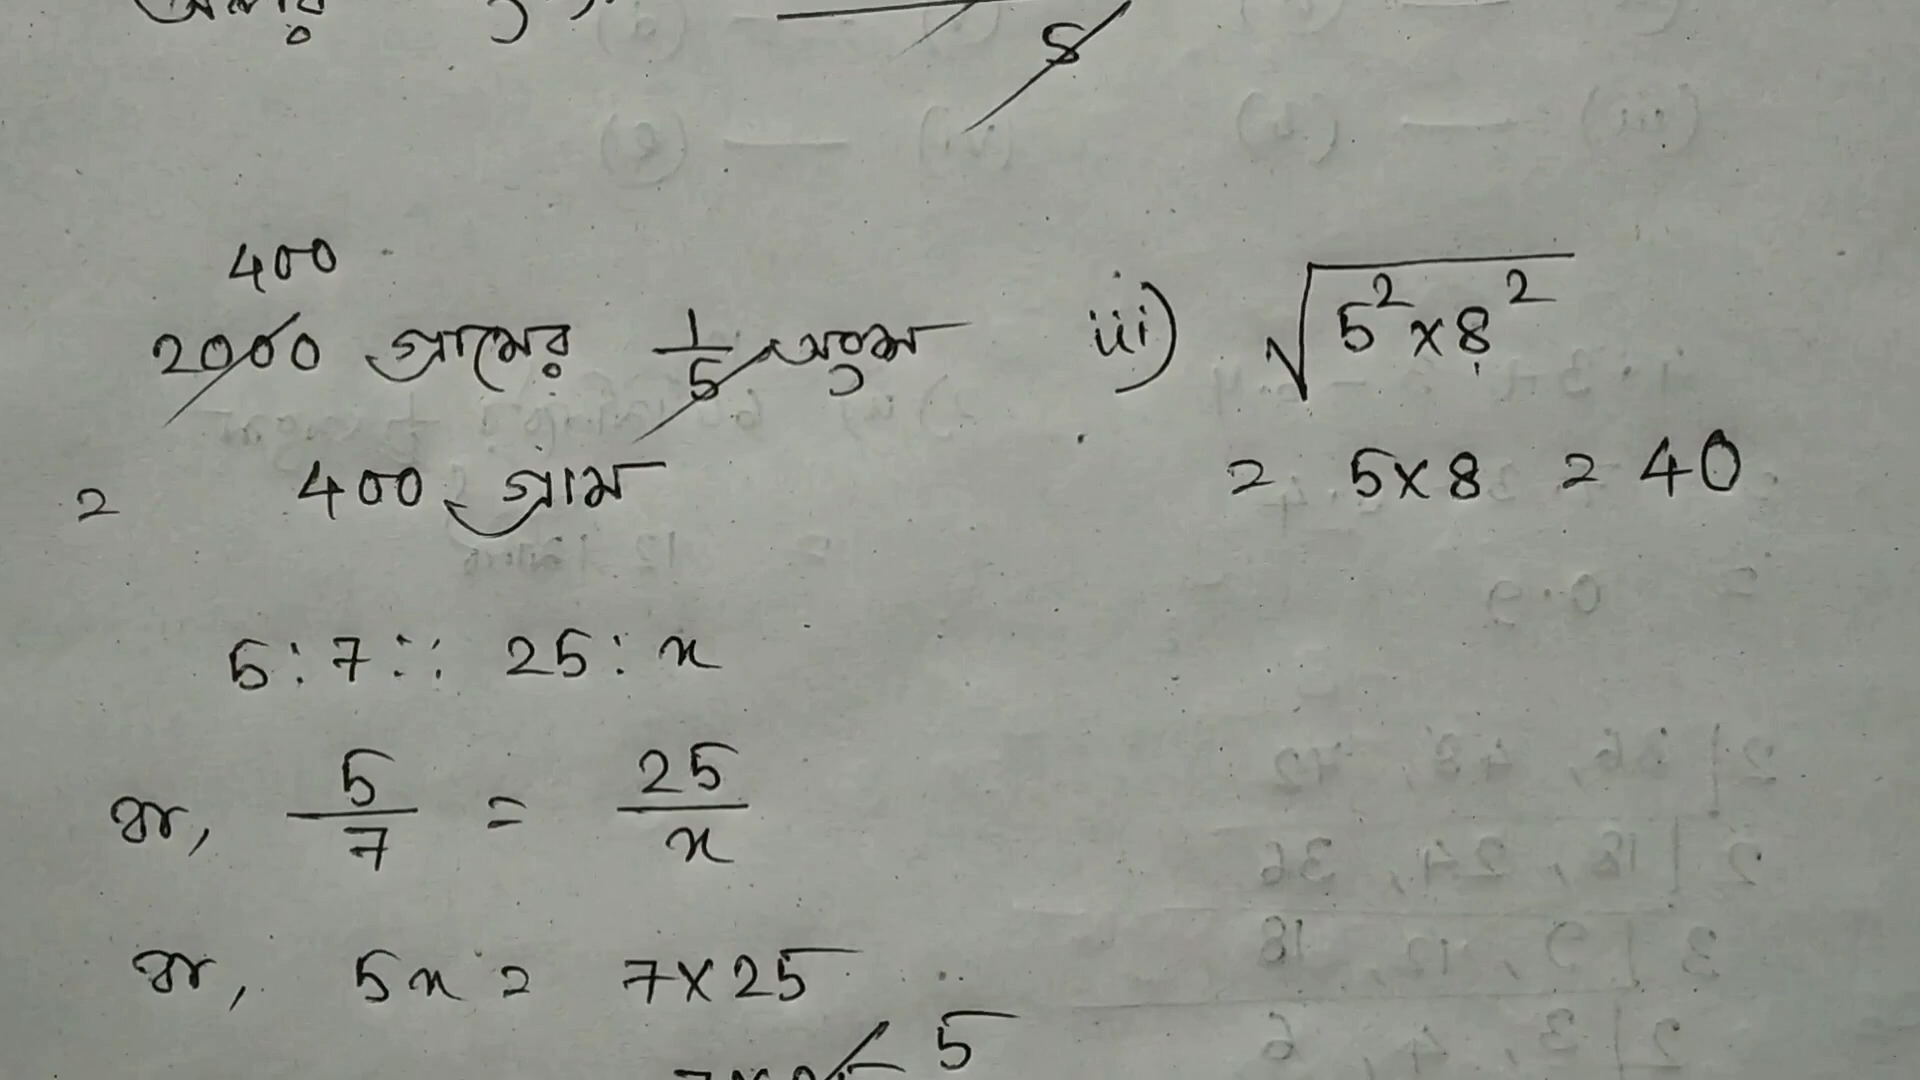 8
400
2000 গ্রামের 1/5 অংশ
= 400 গ্রাম
iii) √(5² × 8²)
= 5 × 8 = 40
5 : 7 :: 25 : x
বা, 5/7 = 25/x
বা, 5x = 7 × 25
5